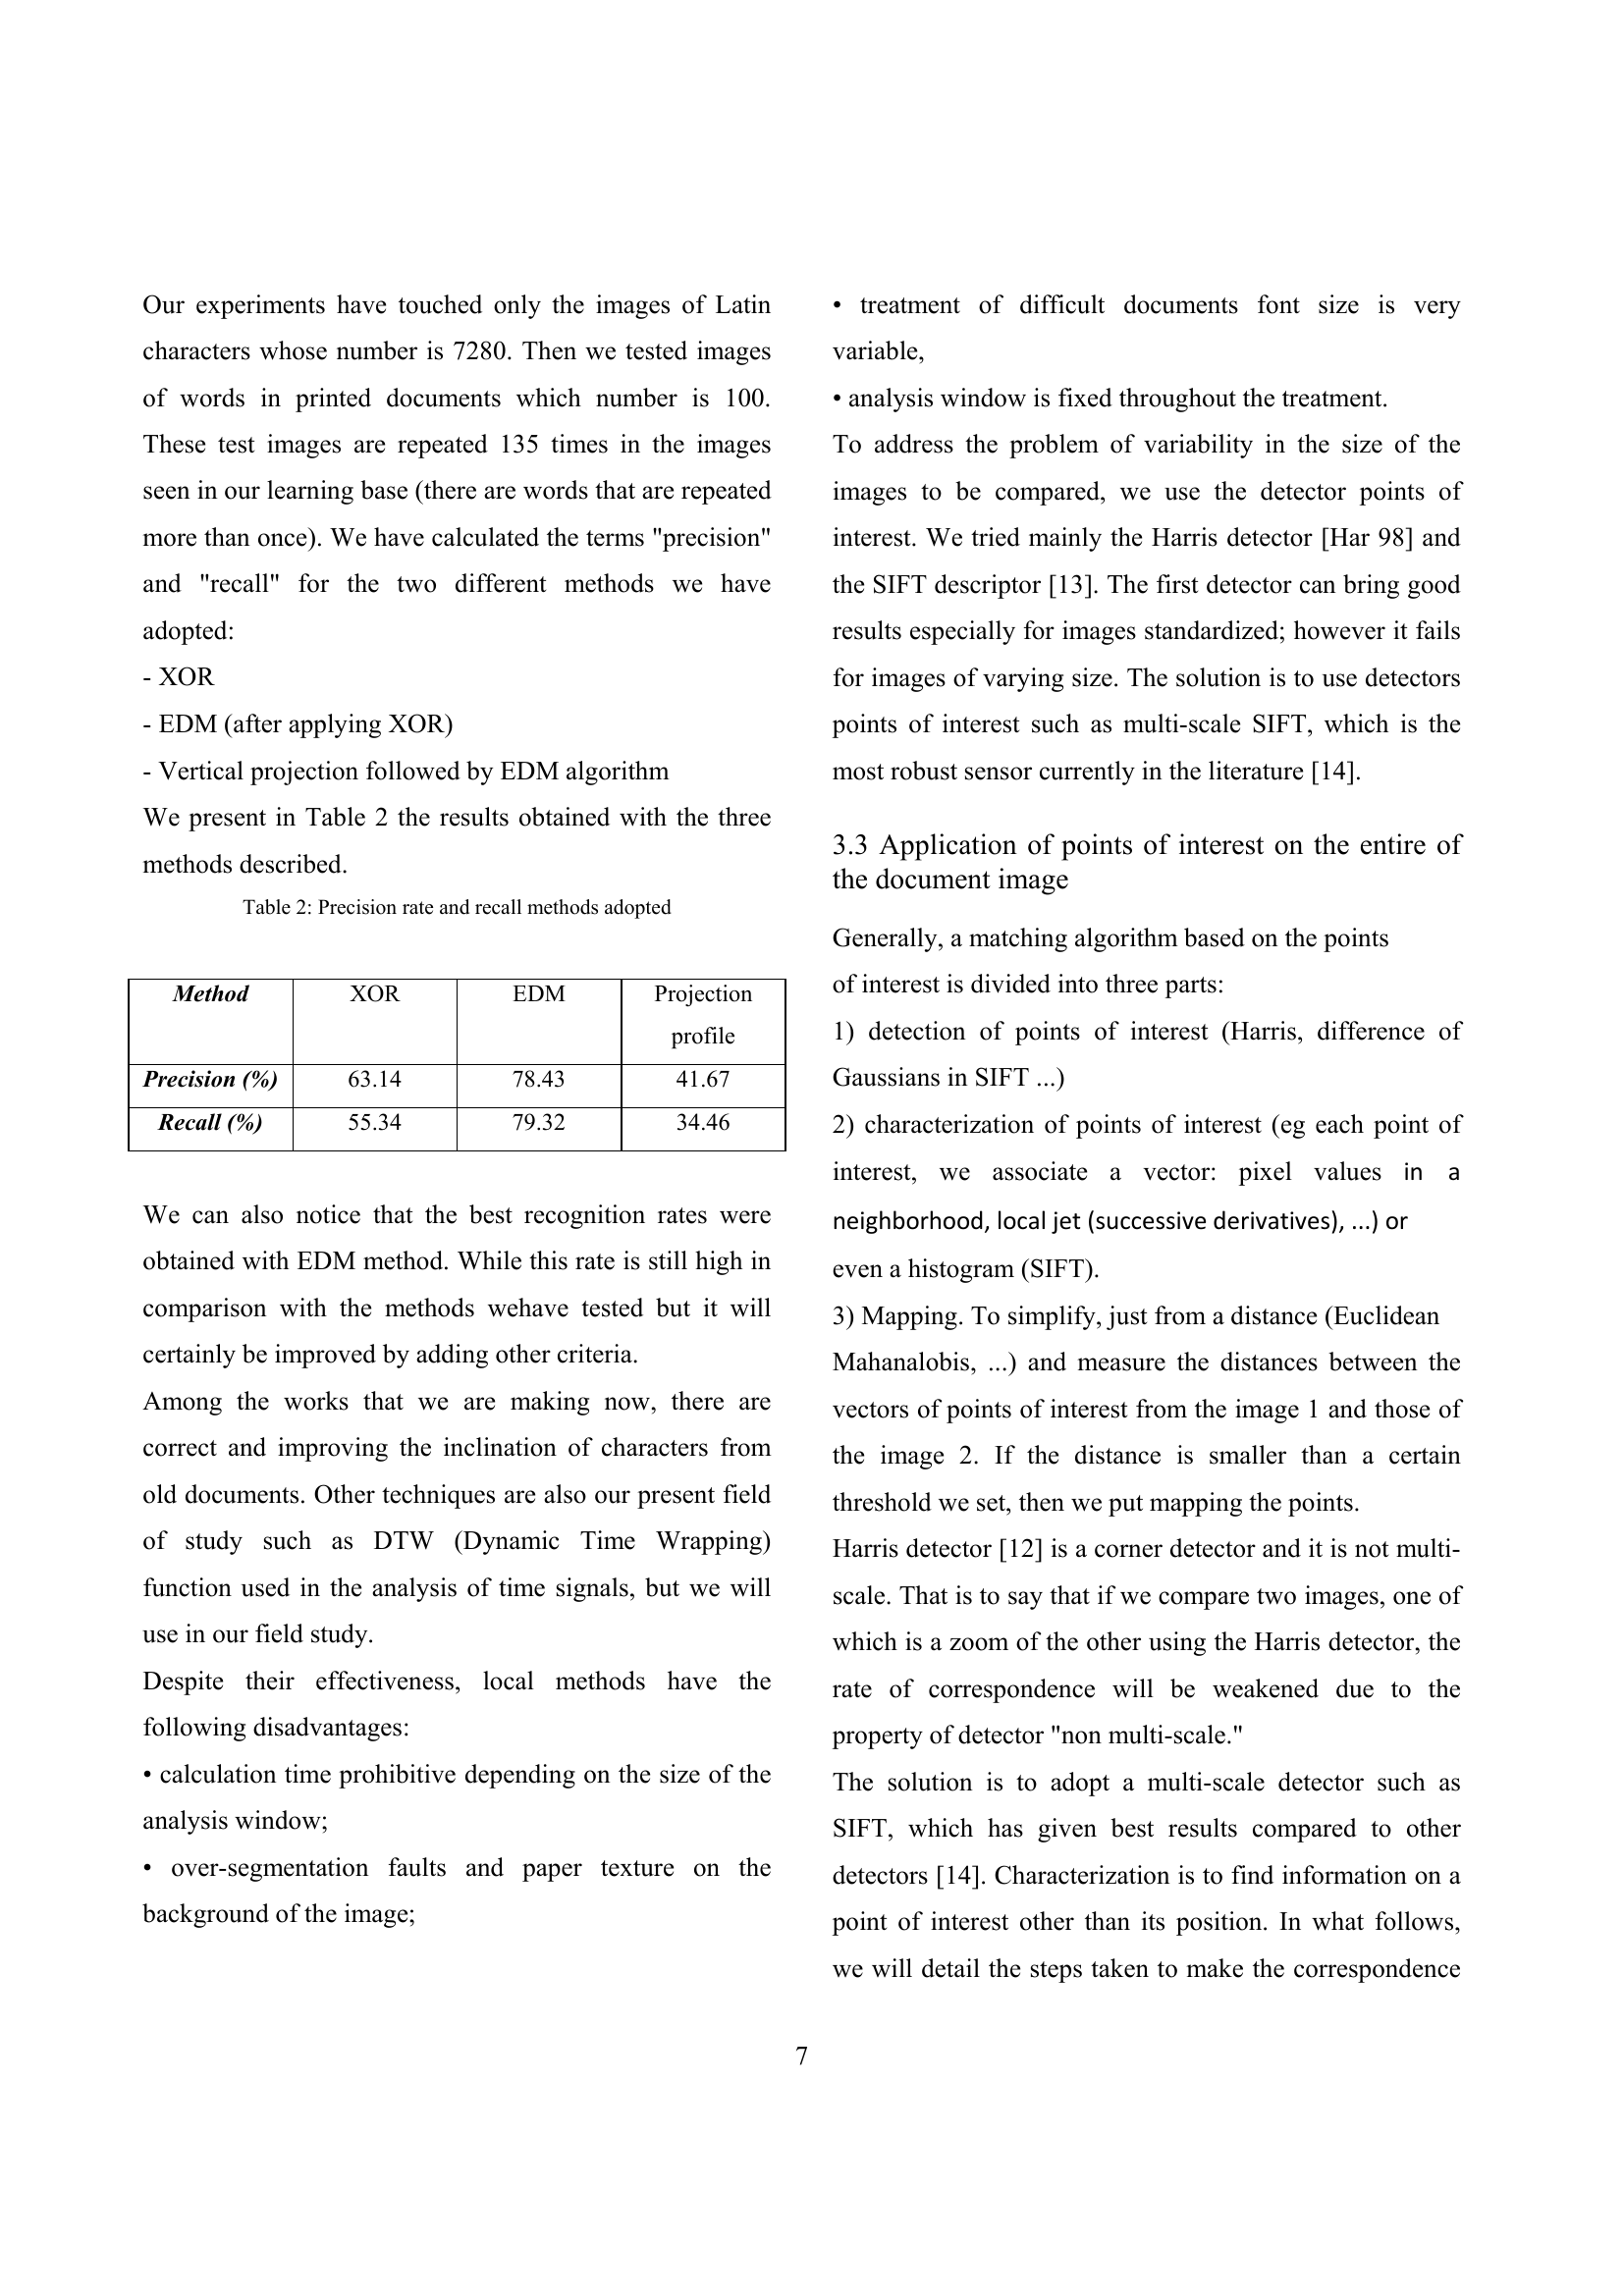 Our experiments have touched only the images of Latin
characters whose number is 7280. Then we tested images
of words in printed documents which number is 100.
These test images are repeated 135 times in the images
seen in our learning base (there are words that are repeated
more than once). We have calculated the terms "precision"
and "recall" for the two different methods we have
adopted:
- XOR
- EDM (after applying XOR)
- Vertical projection followed by EDM algorithm
We present in Table 2 the results obtained with the three
methods described.
Table 2: Precision rate and recall methods adopted
Method XOR EDM Projection
profile
Precision (%) 63.14 78.43 41.67
Recall (%) 55.34 79.32 34.46
We can also notice that the best recognition rates were
obtained with EDM method. While this rate is still high in
comparison with the methods wehave tested but it will
certainly be improved by adding other criteria.
Among the works that we are making now, there are
correct and improving the inclination of characters from
old documents. Other techniques are also our present field
of study such as DTW (Dynamic Time Wrapping)
function used in the analysis of time signals, but we will
use in our field study.
Despite their effectiveness, local methods have the
following disadvantages:
• calculation time prohibitive depending on the size of the
analysis window;
• over-segmentation faults and paper texture on the
background of the image;
• treatment of difficult documents font size is very
variable,
• analysis window is fixed throughout the treatment.
To address the problem of variability in the size of the
images to be compared, we use the detector points of
interest. We tried mainly the Harris detector [Har 98] and
the SIFT descriptor [13]. The first detector can bring good
results especially for images standardized; however it fails
for images of varying size. The solution is to use detectors
points of interest such as multi-scale SIFT, which is the
most robust sensor currently in the literature [14].
3.3 Application of points of interest on the entire of
the document image
Generally, a matching algorithm based on the points
of interest is divided into three parts:
1) detection of points of interest (Harris, difference of
Gaussians in SIFT ...)
2) characterization of points of interest (eg each point of
interest, we associate a vector: pixel values in a
neighborhood, local jet (successive derivatives), ...) or
even a histogram (SIFT).
3) Mapping. To simplify, just from a distance (Euclidean
Mahanalobis, ...) and measure the distances between the
vectors of points of interest from the image 1 and those of
the image 2. If the distance is smaller than a certain
threshold we set, then we put mapping the points.
Harris detector [12] is a corner detector and it is not multi-
scale. That is to say that if we compare two images, one of
which is a zoom of the other using the Harris detector, the
rate of correspondence will be weakened due to the
property of detector "non multi-scale."
The solution is to adopt a multi-scale detector such as
SIFT, which has given best results compared to other
detectors [14]. Characterization is to find information on a
point of interest other than its position. In what follows,
we will detail the steps taken to make the correspondence
7